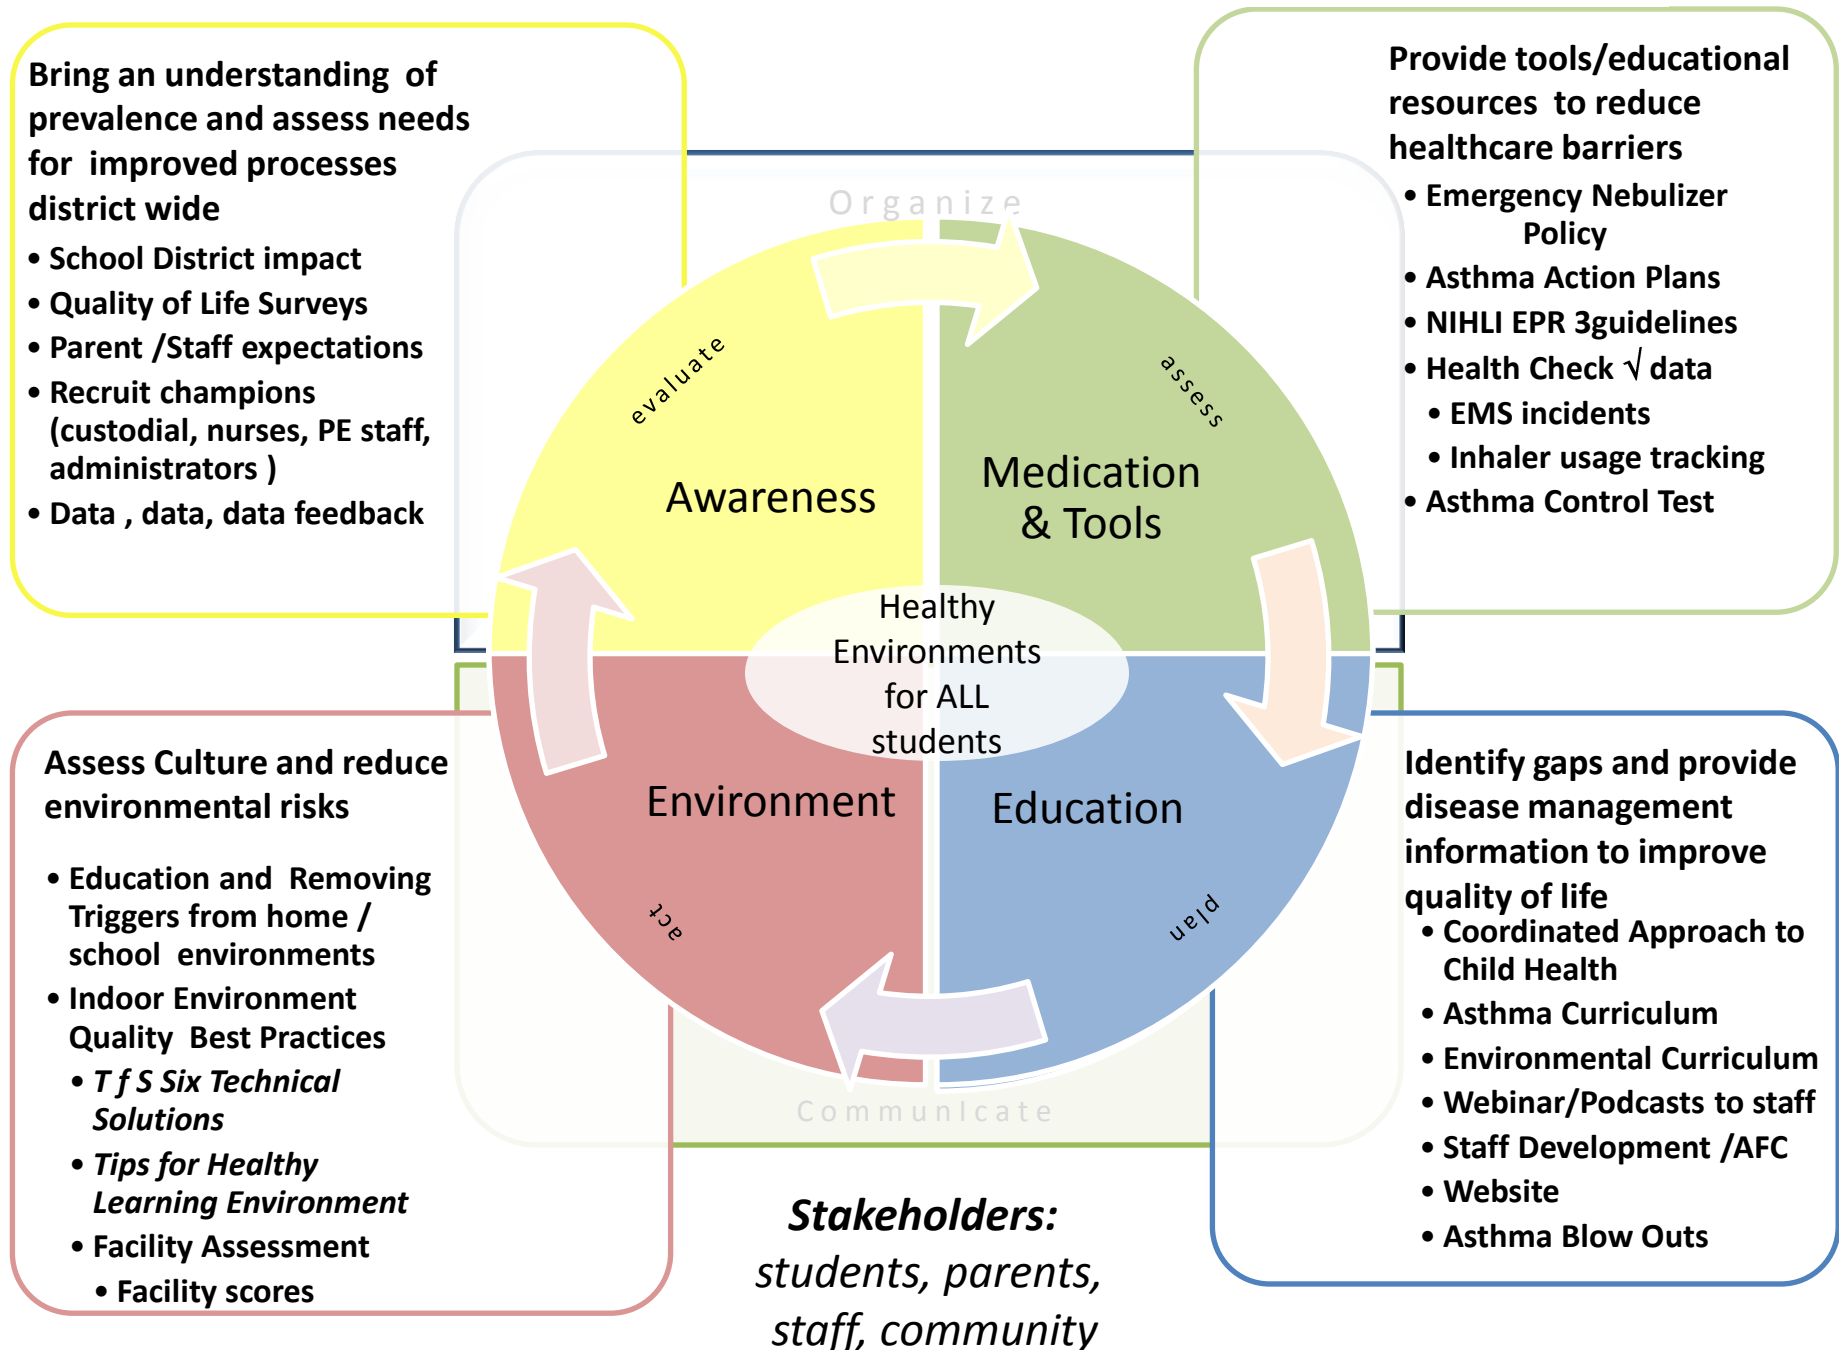 Bring an understanding of
prevalence and assess needs
for improved processes
district wide
• School District impact
• Quality of Life Surveys
• Parent /Staff expectations
• Recruit champions
(custodial, nurses, PE staff,
administrators )
• Data , data, data feedback
Provide tools/educational
resources to reduce
healthcare barriers
• Emergency Nebulizer
Policy
• Asthma Action Plans
• NIHLI EPR 3guidelines
• Health Check √ data
• EMS incidents
• Inhaler usage tracking
• Asthma Control Test
Organize
evaluate
assess
Awareness
Medication
& Tools
Healthy
Environments
for ALL
students
Environment
Education
act
plan
CommunIcate
Assess Culture and reduce
environmental risks
• Education and Removing
Triggers from home /
school environments
• Indoor Environment
Quality Best Practices
• T f S Six Technical
Solutions
• Tips for Healthy
Learning Environment
• Facility Assessment
• Facility scores
Identify gaps and provide
disease management
information to improve
quality of life
• Coordinated Approach to
Child Health
• Asthma Curriculum
• Environmental Curriculum
• Webinar/Podcasts to staff
• Staff Development /AFC
• Website
• Asthma Blow Outs
Stakeholders:
students, parents,
staff, community